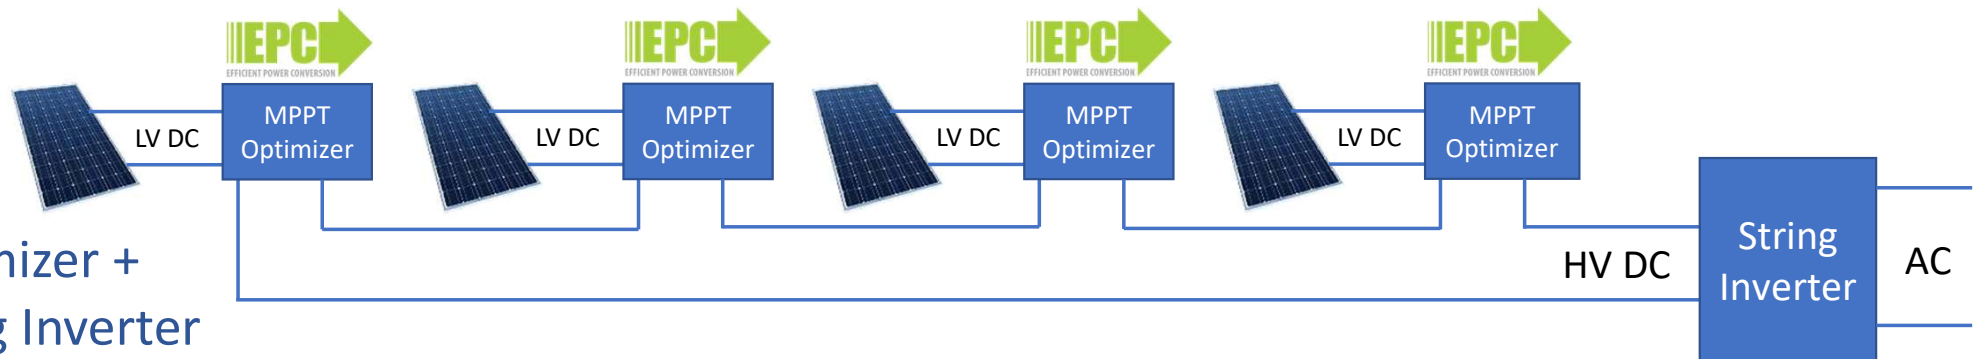 EPC
EFFICIENT POWER CONVERSION
EPC
EFFICIENT POWER CONVERSION
EPC
EFFICIENT POWER CONVERSION
EPC
EFFICIENT POWER CONVERSION
LV DC
MPPT
Optimizer
LV DC
MPPT
Optimizer
LV DC
MPPT
Optimizer
LV DC
MPPT
Optimizer
mizer +
g Inverter
HV DC
String
Inverter
AC